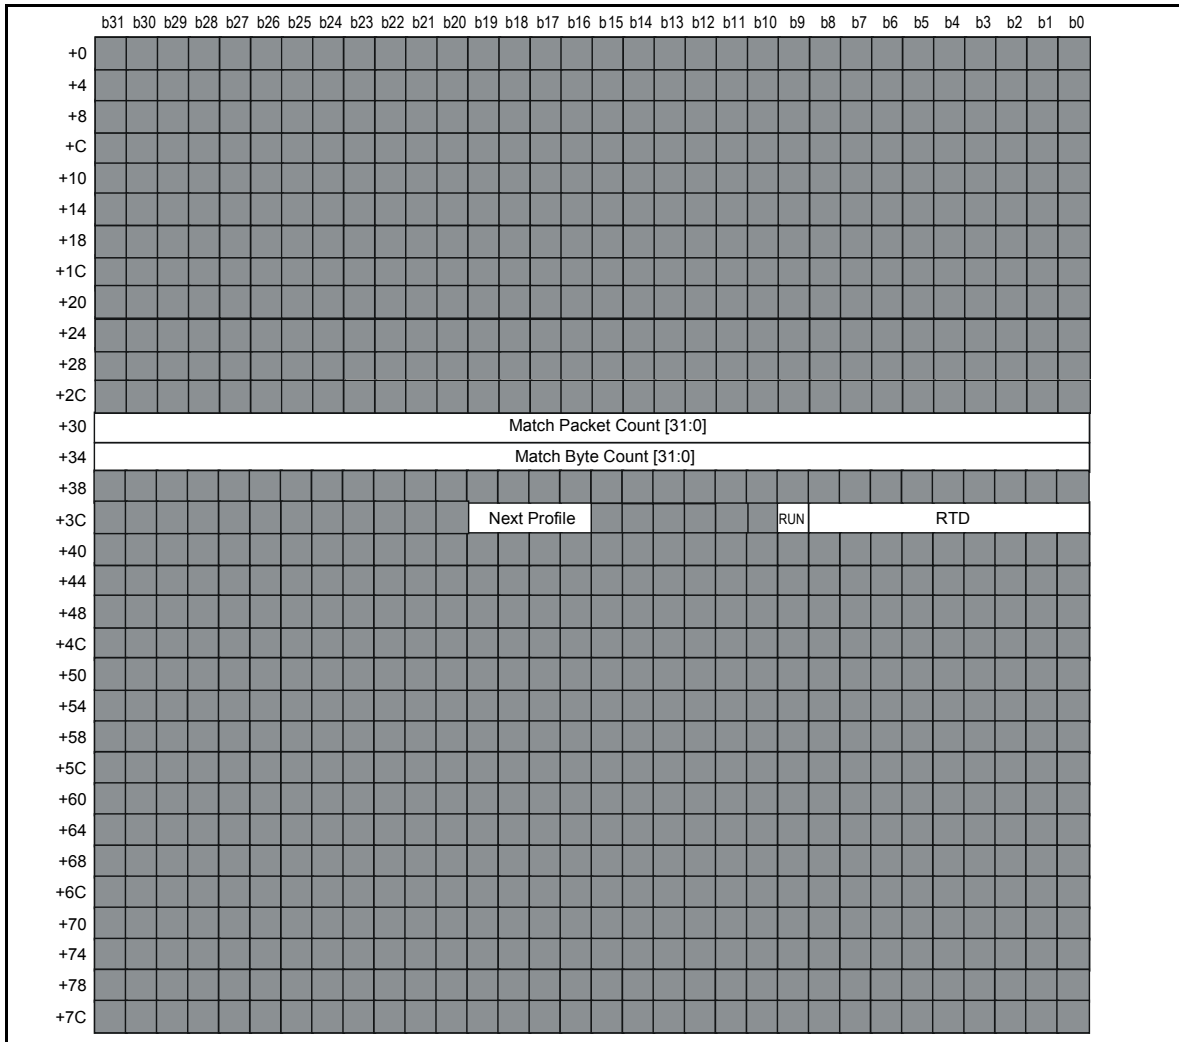 b31 b30 b29 b28 b27 b26 b25 b24 b23 b22 b21 b20 b19 b18 b17 b16 b15 b14 b13 b12 b11 b10 b9 b8 b7 b6 b5 b4 b3 b2 b1 b0
+0
+4
+8
+C
+10
+14
+18
+1C
+20
+24
+28
+2C
+30 Match Packet Count [31:0]
+34 Match Byte Count [31:0]
+38
+3C Next Profile RUN RTD
+40
+44
+48
+4C
+50
+54
+58
+5C
+60
+64
+68
+6C
+70
+74
+78
+7C